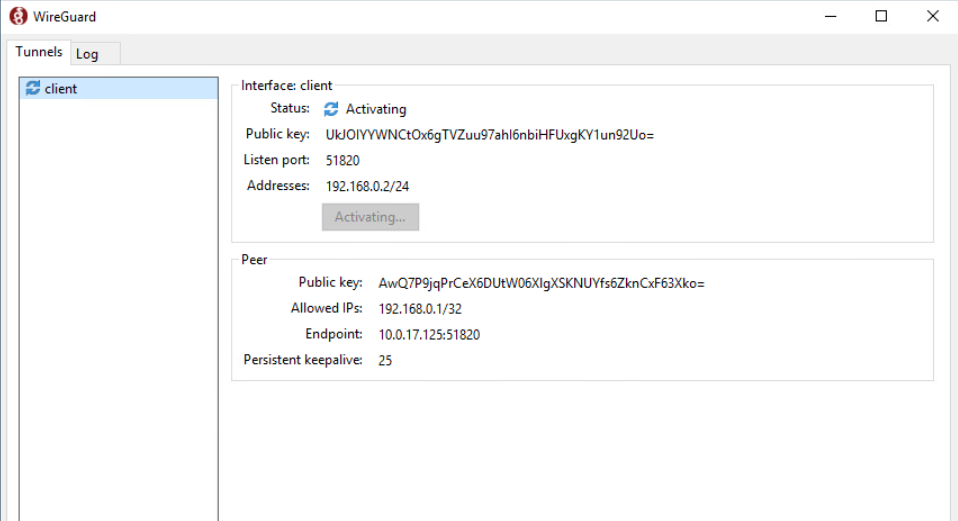 WireGuard
Tunnels
Log
client
Interface: client
Status: Activating
Public key: UkJOIYYWNCtOx6gTVZuu97ahI6nbiHFUxgKY1un92Uo=
Listen port: 51820
Addresses: 192.168.0.2/24
Activating...
Peer
Public key: AwQ7P9jqPrCeX6DUtW06XIgXSKNUYfs6ZknCxF63Xko=
Allowed IPs: 192.168.0.1/32
Endpoint: 10.0.17.125:51820
Persistent keepalive: 25